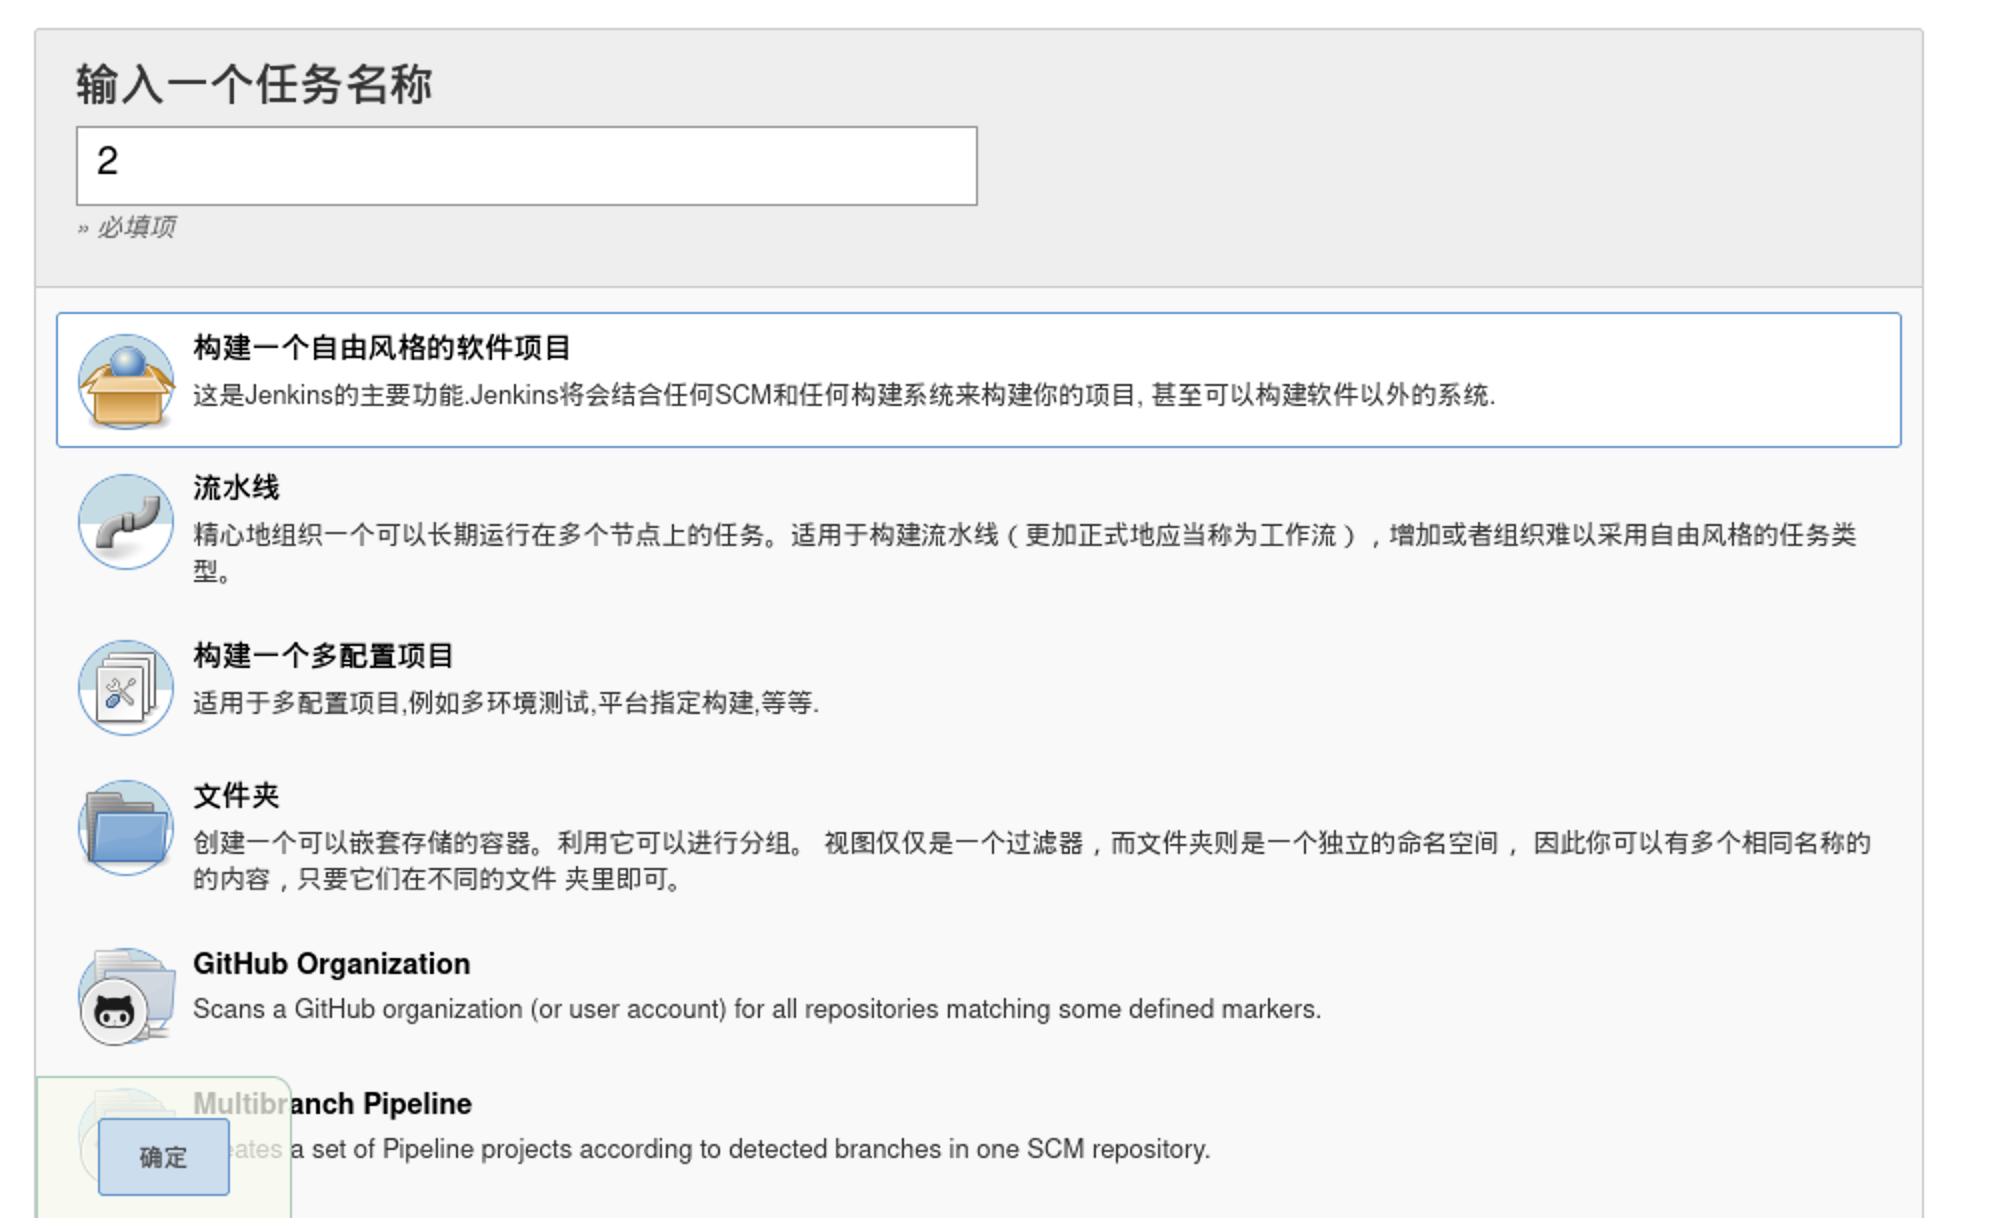 输入一个任务名称
2
» 必填项
构建一个自由风格的软件项目
这是Jenkins的主要功能.Jenkins将会结合任何SCM和任何构建系统来构建你的项目, 甚至可以构建软件以外的系统.
流水线
精心地组织一个可以长期运行在多个节点上的任务。适用于构建流水线（更加正式地应当称为工作流），增加或者组织难以采用自由风格的任务类
型。
构建一个多配置项目
适用于多配置项目,例如多环境测试,平台指定构建,等等.
文件夹
创建一个可以嵌套存储的容器。利用它可以进行分组。 视图仅仅是一个过滤器，而文件夹则是一个独立的命名空间， 因此你可以有多个相同名称的
的内容，只要它们在不同的文件 夹里即可。
GitHub Organization
Scans a GitHub organization (or user account) for all repositories matching some defined markers.
Multibranch Pipeline
eates a set of Pipeline projects according to detected branches in one SCM repository.
确定